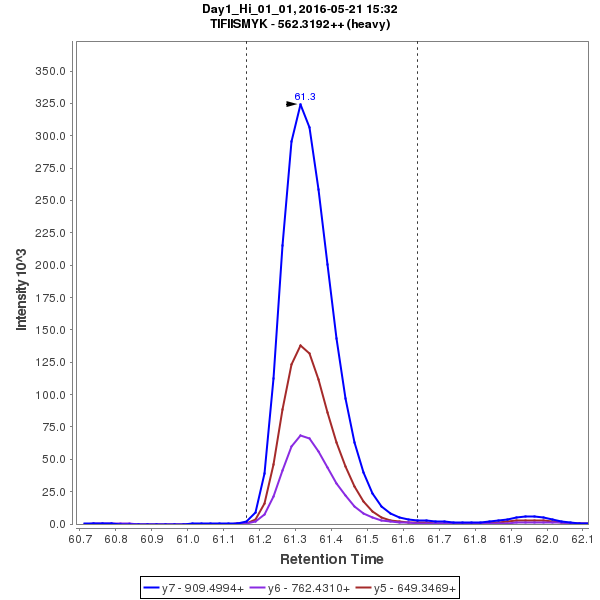 Day1_Hi_01_01, 2016-05-21 15:32
TIFIISMYK - 562.3192++ (heavy)
61.3
350.0
325.0
300.0
275.0
250.0
225.0
200.0
175.0
150.0
125.0
100.0
75.0
50.0
25.0
0.0
Intensity 10^3
60.7 60.8 60.9 61.0 61.1 61.2 61.3 61.4 61.5 61.6 61.7 61.8 61.9 62.0 62.1
Retention Time
y7 - 909.4994+ y6 - 762.4310+ y5 - 649.3469+